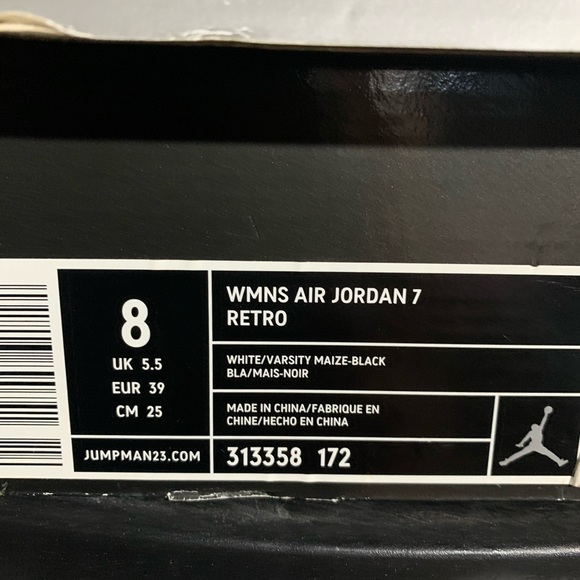 8
UK 5.5
EUR 39
CM 25
JUMPMAN23.COM
WMNS AIR JORDAN 7
RETRO
WHITE/VARSITY MAIZE-BLACK
BLA/MAIS-NOIR
MADE IN CHINA/FABRIQUE EN
CHINE/HECHO EN CHINA
313358 172